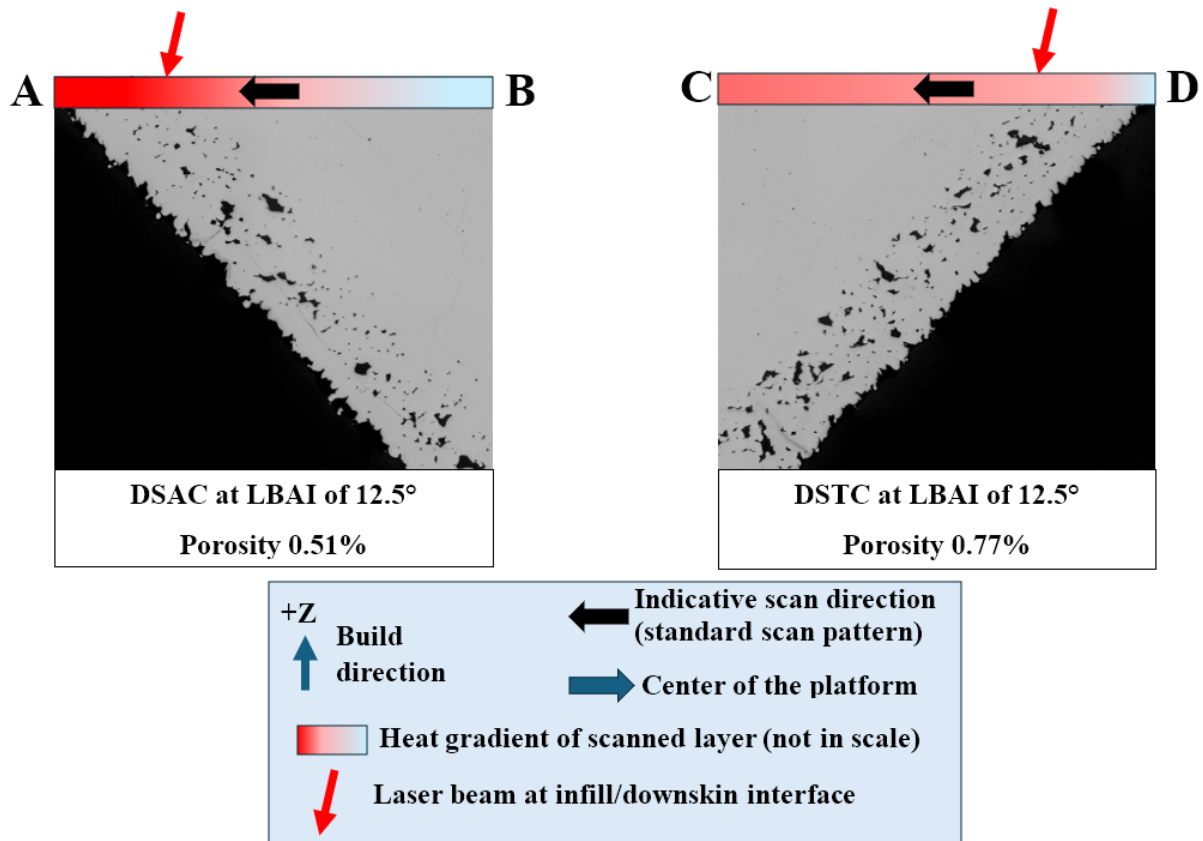 A
B
C
D
DSAC at LBAI of 12.5°
Porosity 0.51%
DSTC at LBAI of 12.5°
Porosity 0.77%
+Z
Build
direction
Indicative scan direction
(standard scan pattern)
Center of the platform
Heat gradient of scanned layer (not in scale)
Laser beam at infill/downskin interface